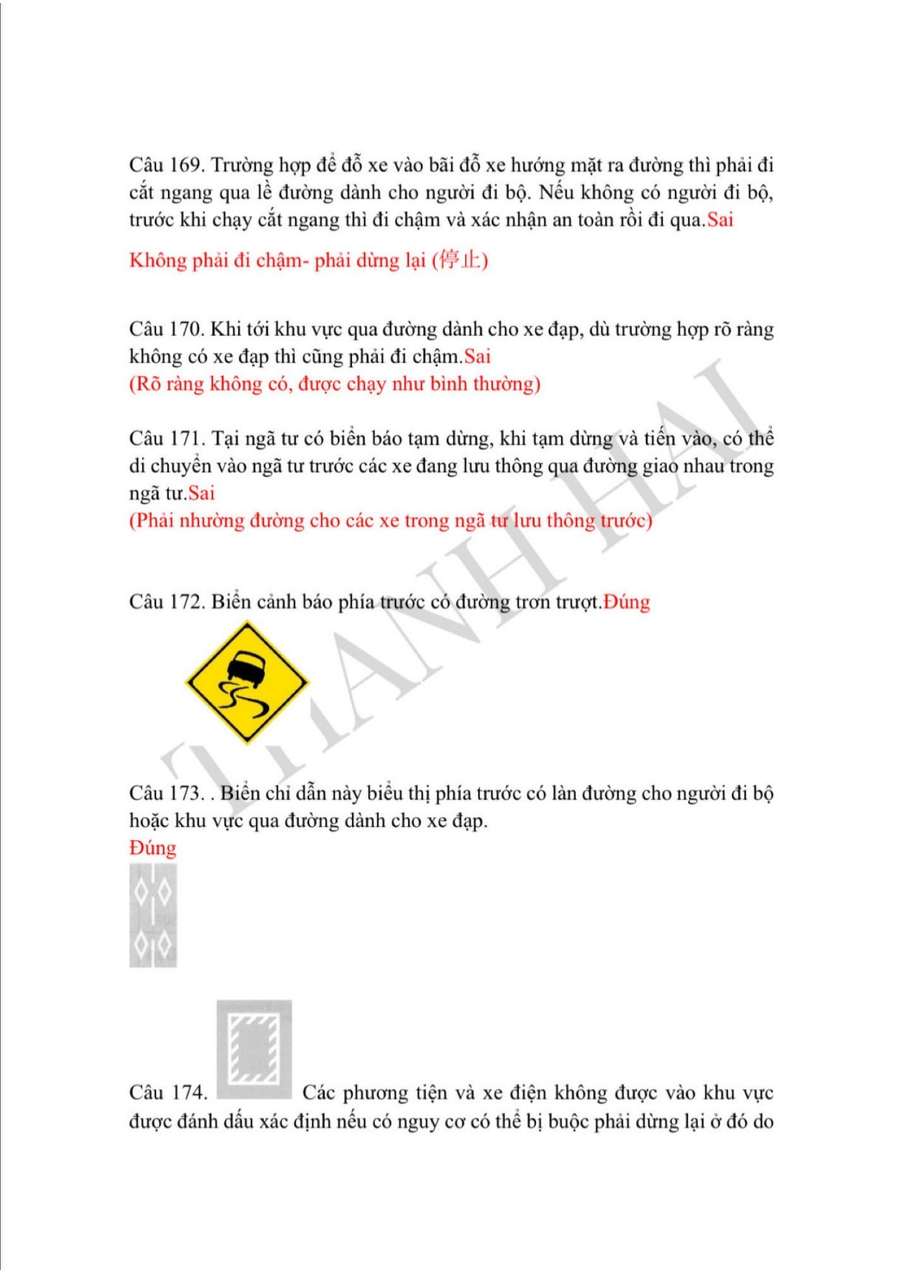 Câu 169. Trường hợp để đỗ xe vào bãi đỗ xe hướng mặt ra đường thì phải đi
cắt ngang qua lề đường dành cho người đi bộ. Nếu không có người đi bộ,
trước khi chạy cắt ngang thì đi chậm và xác nhận an toàn rồi đi qua.Sai
Không phải đi chậm- phải dừng lại (停止)
Câu 170. Khi tới khu vực qua đường dành cho xe đạp, dù trường hợp rõ ràng
không có xe đạp thì cũng phải đi chậm.Sai
(Rõ ràng không có, được chạy như bình thường)
Câu 171. Tại ngã tư có biển báo tạm dừng, khi tạm dừng và tiến vào, có thể
di chuyển vào ngã tư trước các xe đang lưu thông qua đường giao nhau trong
ngã tư.Sai
(Phải nhường đường cho các xe trong ngã tư lưu thông trước)
Câu 172. Biển cảnh báo phía trước có đường trơn trượt.Đúng
THANH HAI
Câu 173. . Biển chỉ dẫn này biểu thị phía trước có làn đường cho người đi bộ
hoặc khu vực qua đường dành cho xe đạp.
Đúng
Câu 174. Các phương tiện và xe điện không được vào khu vực
được đánh dấu xác định nếu có nguy cơ có thể bị buộc phải dừng lại ở đó do